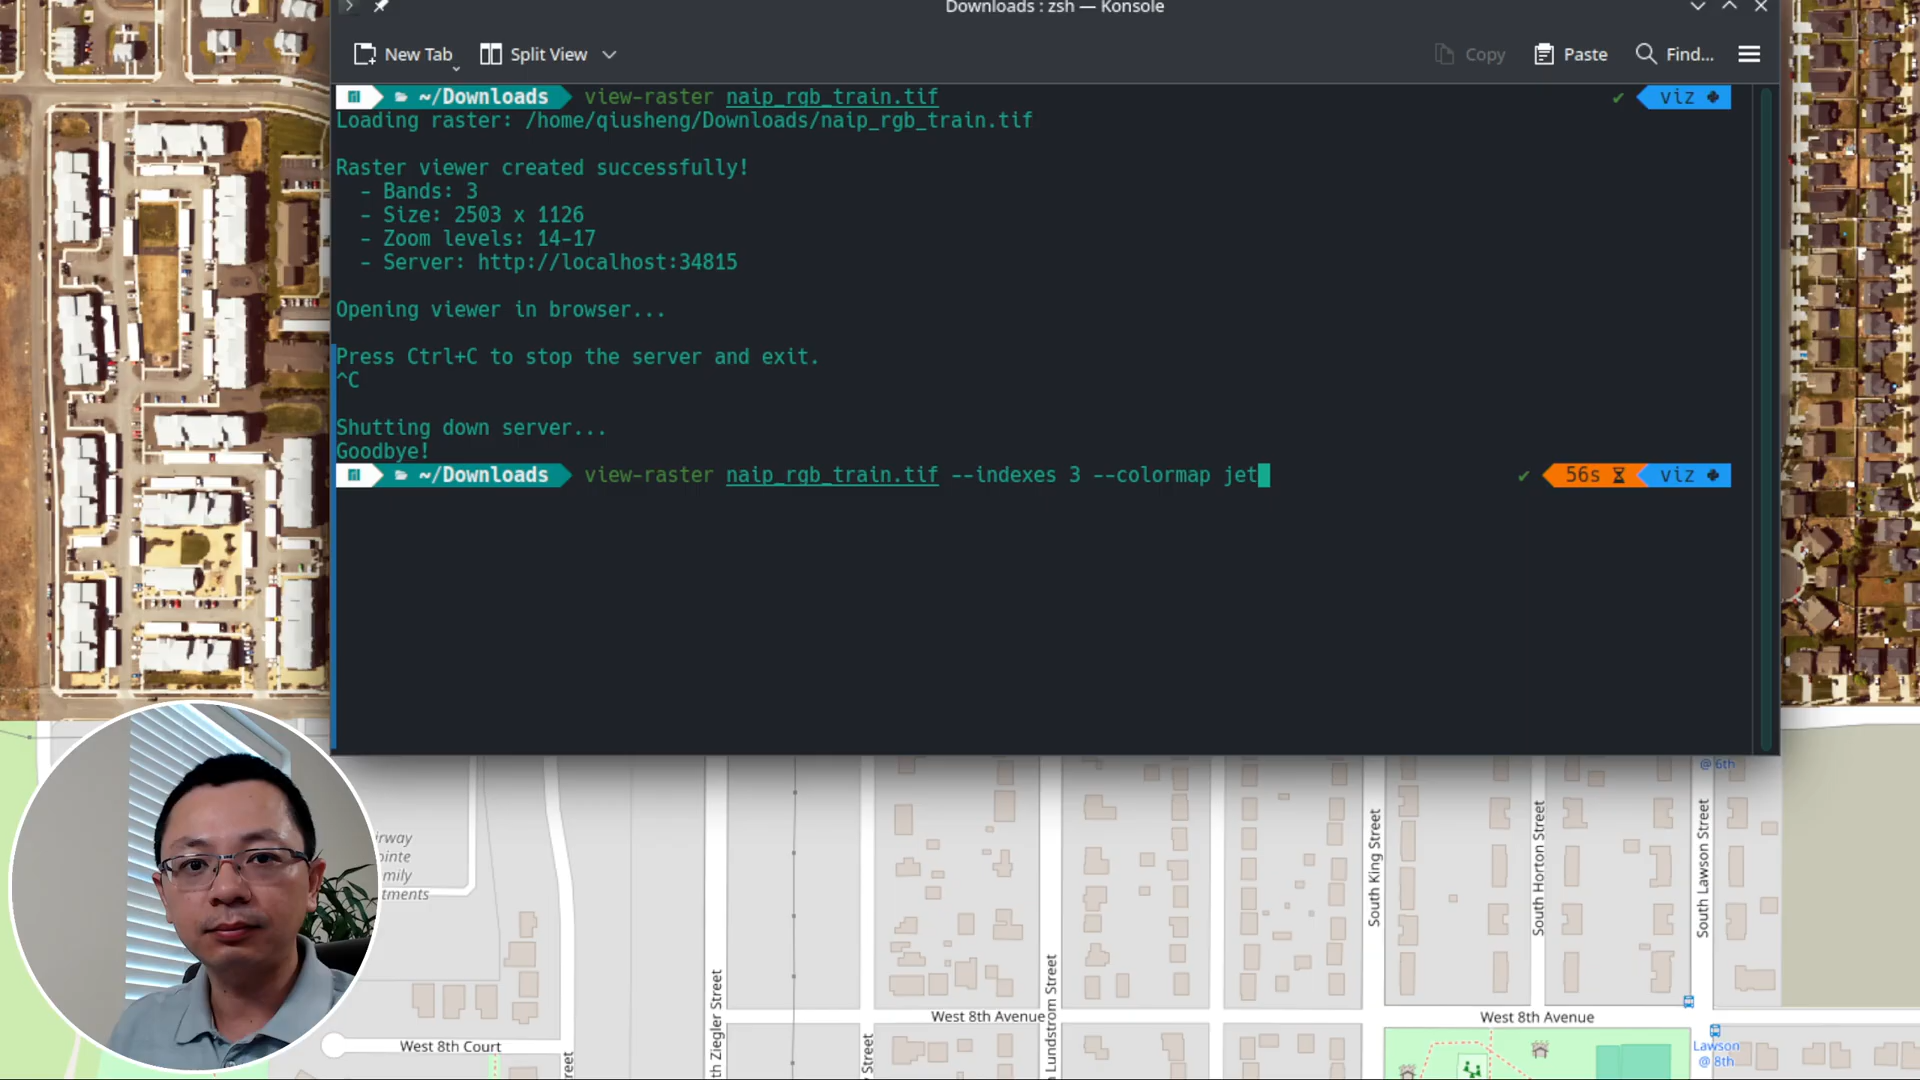 Downloads : zsh — Konsole
New Tab
Split View
Copy
Paste
Find...
~/Downloads view-raster naip_rgb_train.tif ✔ viz
Loading raster: /home/qiusheng/Downloads/naip_rgb_train.tif
Raster viewer created successfully!
- Bands: 3
- Size: 2503 x 1126
- Zoom levels: 14-17
- Server: http://localhost:34815
Opening viewer in browser...
Press Ctrl+C to stop the server and exit.
^C
Shutting down server...
Goodbye!
~/Downloads view-raster naip_rgb_train.tif --indexes 3 --colormap jet ✔ 56s viz
@ 6th
South King Street
South Horton Street
South Lawson Street
th Ziegler Street
Lundstrom Street
West 8th Avenue
West 8th Avenue
West 8th Court
Lawson
@ 8th